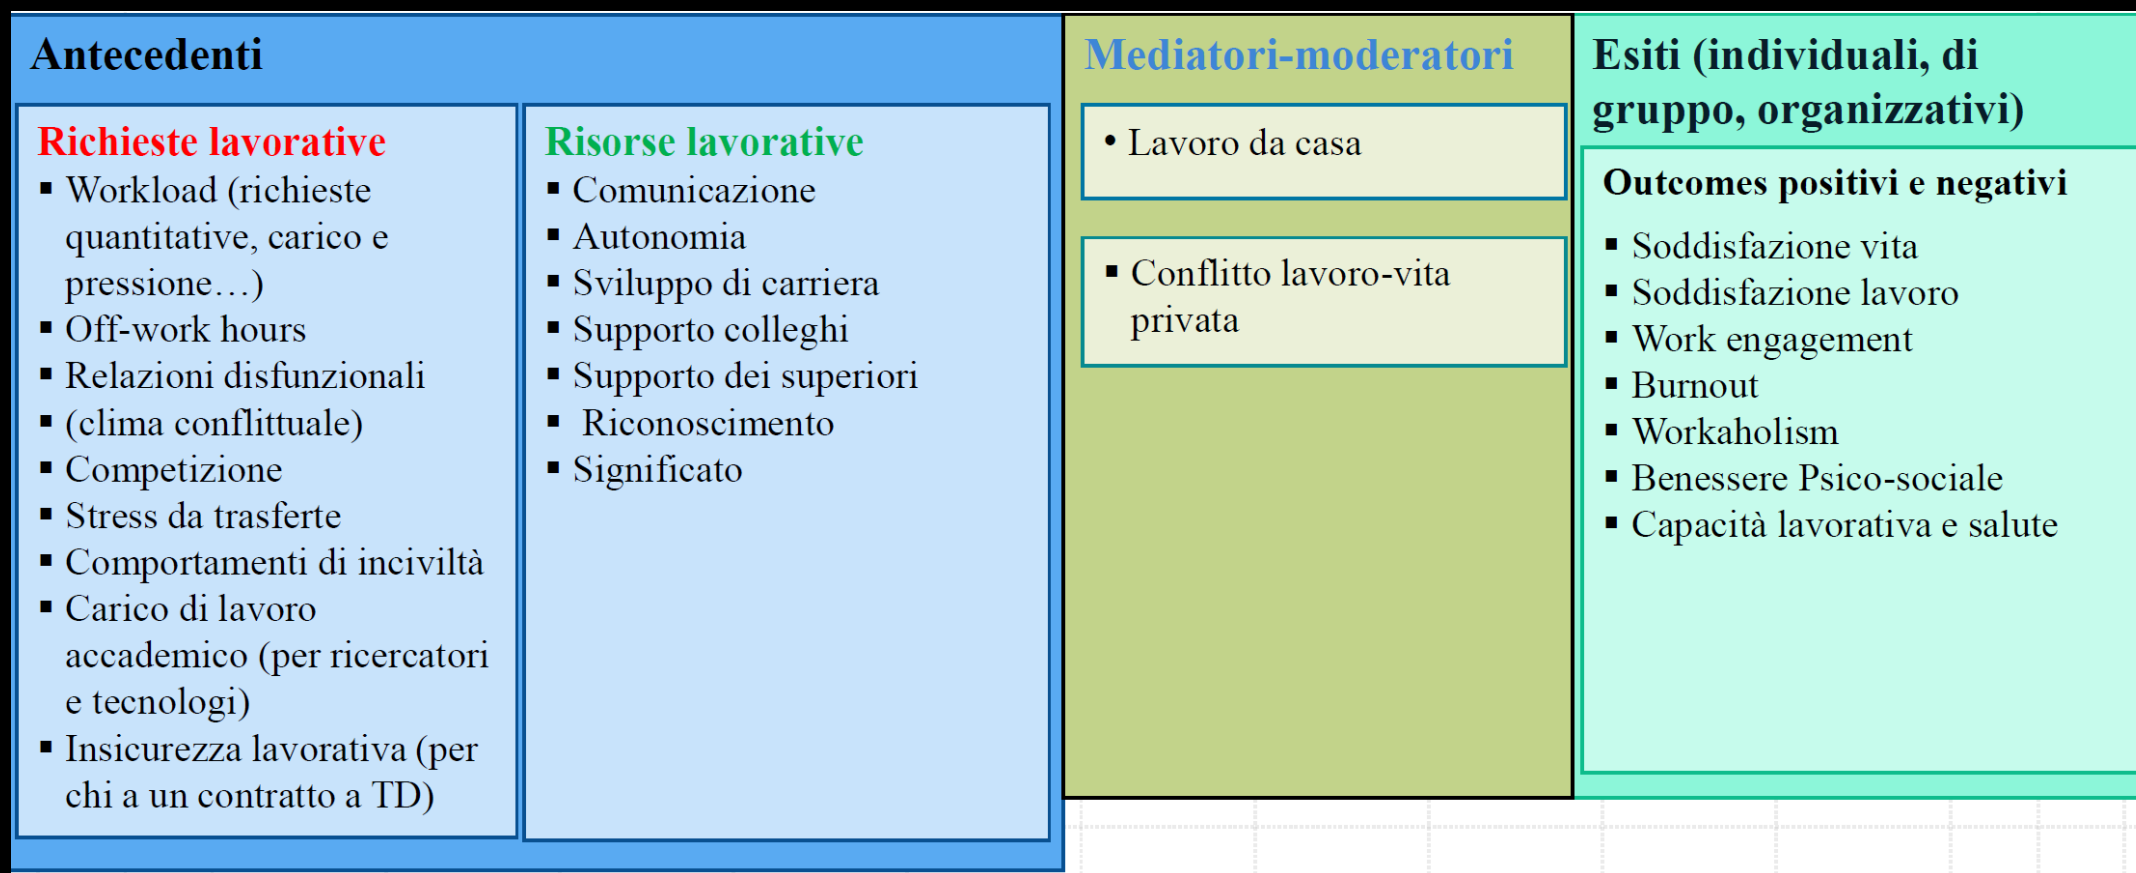 Antecedenti
Richieste lavorative
▪ Workload (richieste
quantitative, carico e
pressione…)
▪ Off-work hours
▪ Relazioni disfunzionali
▪ (clima conflittuale)
▪ Competizione
▪ Stress da trasferte
▪ Comportamenti di inciviltà
▪ Carico di lavoro
accademico (per ricercatori
e tecnologi)
▪ Insicurezza lavorativa (per
chi a un contratto a TD)
Risorse lavorative
▪ Comunicazione
▪ Autonomia
▪ Sviluppo di carriera
▪ Supporto colleghi
▪ Supporto dei superiori
▪ Riconoscimento
▪ Significato
Mediatori-moderatori
• Lavoro da casa
▪ Conflitto lavoro-vita
privata
Esiti (individuali, di
gruppo, organizzativi)
Outcomes positivi e negativi
▪ Soddisfazione vita
▪ Soddisfazione lavoro
▪ Work engagement
▪ Burnout
▪ Workaholism
▪ Benessere Psico-sociale
▪ Capacità lavorativa e salute